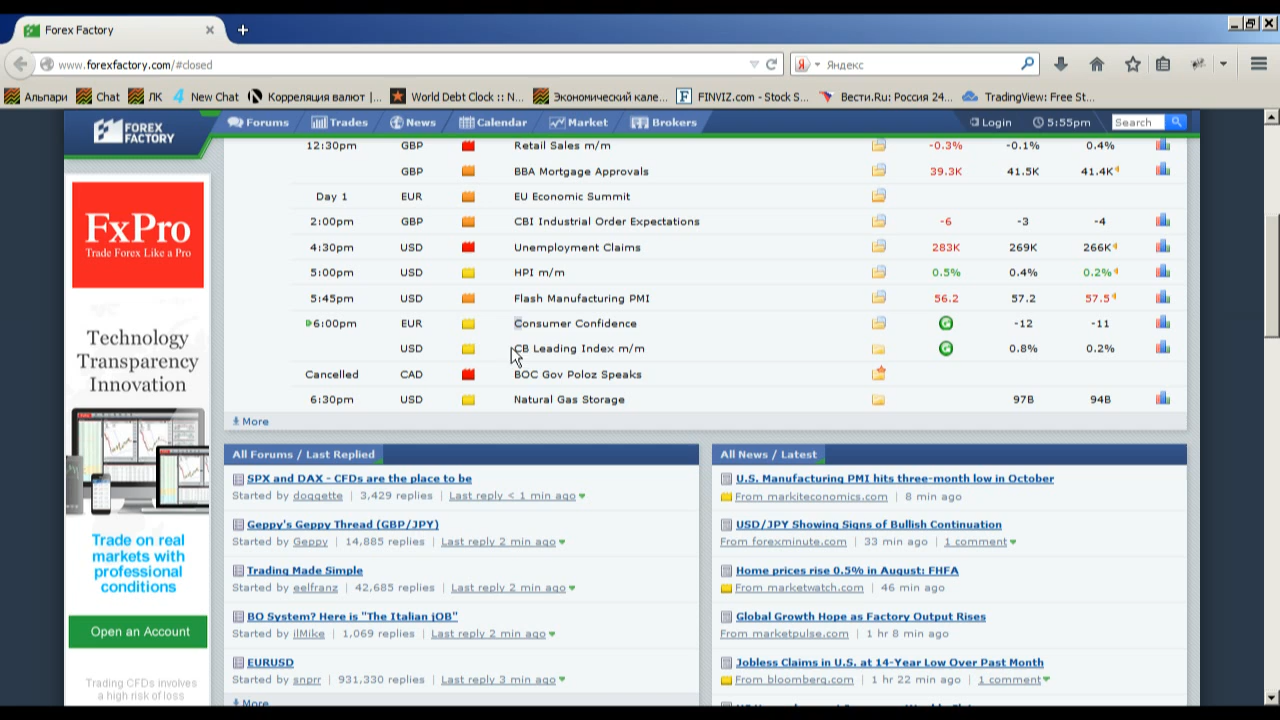 Forex Factory
www.forexfactory.com/#closed
Яндекс
Альпари Chat ЛК New Chat Корреляция валют |... World Debt Clock :: N... Экономический кале... FINVIZ.com - Stock S... Вести.Ru: Россия 24... TradingView: Free St...
FOREX FACTORY Forums Trades News Calendar Market Brokers Login 5:55pm Search
12:30pm GBP Retail Sales m/m -0.3% -0.1% 0.4%
GBP BBA Mortgage Approvals 39.3K 41.5K 41.4K
Day 1 EUR EU Economic Summit
2:00pm GBP CBI Industrial Order Expectations -6 -3 -4
4:30pm USD Unemployment Claims 283K 269K 266K
5:00pm USD HPI m/m 0.5% 0.4% 0.2%
5:45pm USD Flash Manufacturing PMI 56.2 57.2 57.5
6:00pm EUR Consumer Confidence -12 -11
USD CB Leading Index m/m 0.8% 0.2%
Cancelled CAD BOC Gov Poloz Speaks
6:30pm USD Natural Gas Storage 97B 94B
More
FxPro
Trade Forex Like a Pro
Technology
Transparency
Innovation
Trade on real
markets with
professional
conditions
Open an Account
Trading CFDs involves
a high risk of loss
All Forums / Last Replied
SPX and DAX - CFDs are the place to be
Started by doggette | 3,429 replies | Last reply < 1 min ago
Geppy's Geppy Thread (GBP/JPY)
Started by Geppy | 14,885 replies | Last reply 2 min ago
Trading Made Simple
Started by eelfranz | 42,685 replies | Last reply 2 min ago
BO System? Here is "The Italian jOB"
Started by ilMike | 1,069 replies | Last reply 2 min ago
EURUSD
Started by snprr | 931,330 replies | Last reply 3 min ago
More
All News / Latest
U.S. Manufacturing PMI hits three-month low in October
From markiteconomics.com | 8 min ago
USD/JPY Showing Signs of Bullish Continuation
From forexminute.com | 33 min ago | 1 comment
Home prices rise 0.5% in August: FHFA
From marketwatch.com | 46 min ago
Global Growth Hope as Factory Output Rises
From marketpulse.com | 1 hr 8 min ago
Jobless Claims in U.S. at 14-Year Low Over Past Month
From bloomberg.com | 1 hr 22 min ago | 1 comment